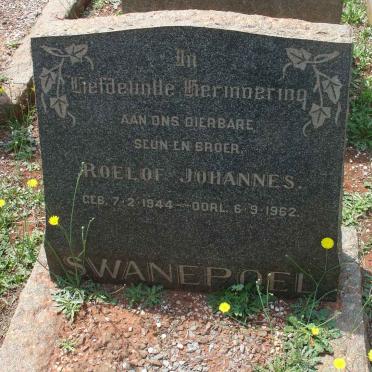 In
Liefdevolle Herinnering
AAN ONS DIERBARE
SEUN EN BROER.
ROELOF JOHANNES.
GEB. 7-2-1944 — OORL. 6-9-1962.
SWANEPOEL